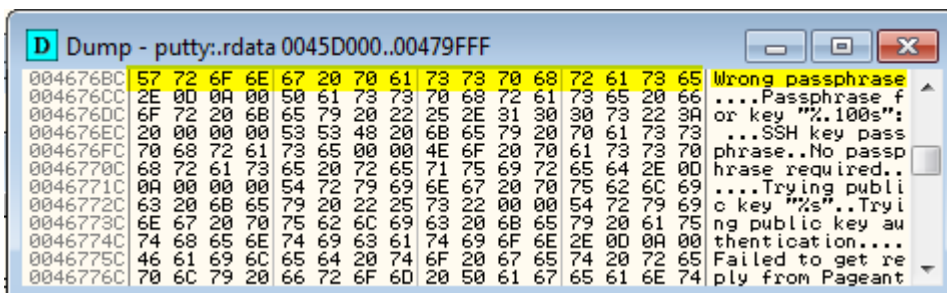 D Dump - putty:.rdata 0045D000..00479FFF
004676BC 57 72 6F 6E 67 20 70 61 73 73 70 68 72 61 73 65 Wrong passphrase
004676CC 2E 0D 0A 00 50 61 73 73 70 68 72 61 73 65 20 66 ....Passphrase f
004676DC 6F 72 20 6B 65 79 20 22 25 2E 31 30 30 73 22 3A or key "%.100s":
004676EC 20 00 00 00 53 53 48 20 6B 65 79 20 70 61 73 73  ...SSH key pass
004676FC 70 68 72 61 73 65 00 00 4E 6F 20 70 61 73 73 70 phrase..No passp
0046770C 68 72 61 73 65 20 72 65 71 75 69 72 65 64 2E 0D hrase required..
0046771C 0A 00 00 00 54 72 79 69 6E 67 20 70 75 62 6C 69 ....Trying publi
0046772C 63 20 6B 65 79 20 22 25 73 22 00 00 54 72 79 69 c key "%s"..Tryi
0046773C 6E 67 20 70 75 62 6C 69 63 20 6B 65 79 20 61 75 ng public key au
0046774C 74 68 65 6E 74 69 63 61 74 69 6F 6E 2E 0D 0A 00 thentication....
0046775C 46 61 69 6C 65 64 20 74 6F 20 67 65 74 20 72 65 Failed to get re
0046776C 70 6C 79 20 66 72 6F 6D 20 50 61 67 65 61 6E 74 ply from Pageant